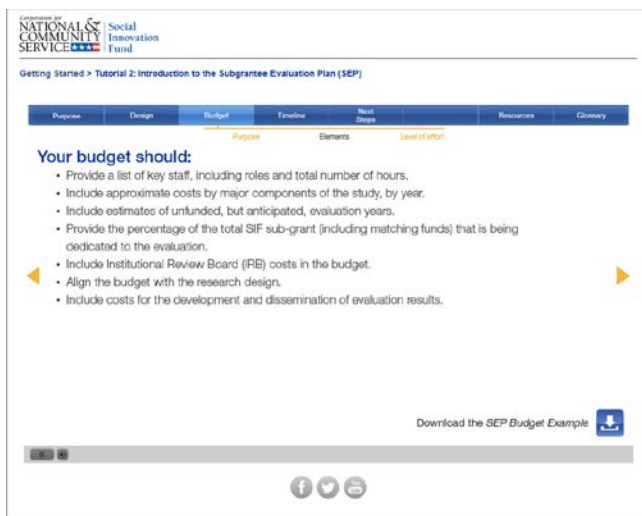 Corporation for
NATIONAL &
COMMUNITY
SERVICE
Social
Innovation
Fund
Getting Started > Tutorial 2: Introduction to the Subgrantee Evaluation Plan (SEP)
Purpose Design Budget Timeline Next Steps Resources Glossary
Purpose Elements Level of effort
Your budget should:
• Provide a list of key staff, including roles and total number of hours.
• Include approximate costs by major components of the study, by year.
• Include estimates of unfunded, but anticipated, evaluation years.
• Provide the percentage of the total SIF sub-grant (including matching funds) that is being
dedicated to the evaluation.
• Include Institutional Review Board (IRB) costs in the budget.
• Align the budget with the research design.
• Include costs for the development and dissemination of evaluation results.
Download the SEP Budget Example
f
You
Tube